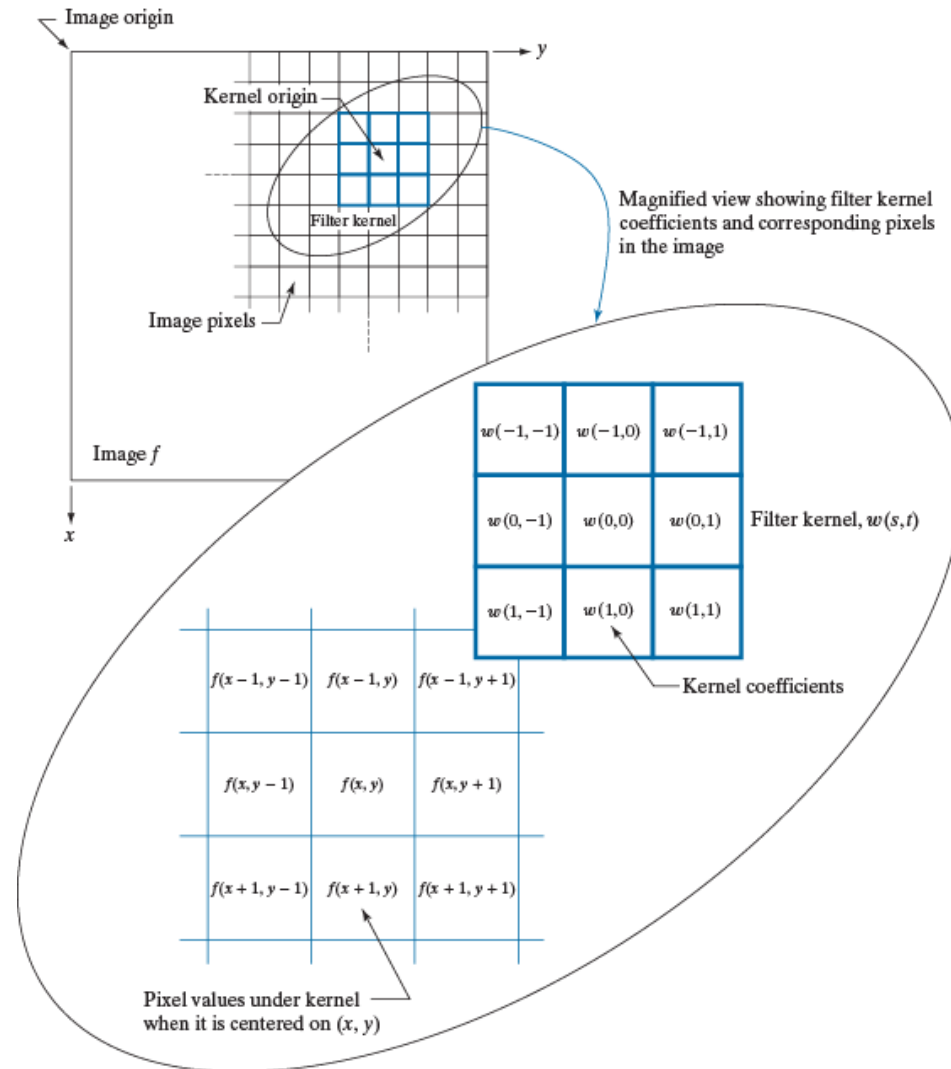 Image origin
y
Kernel origin
Filter kernel
Magnified view showing filter kernel
coefficients and corresponding pixels
in the image
Image pixels
Image f
x
w(−1,−1) w(−1,0) w(−1,1)
w(0,−1) w(0,0) w(0,1)
Filter kernel, w(s,t)
w(1,−1) w(1,0) w(1,1)
Kernel coefficients
f(x − 1, y − 1) f(x − 1, y) f(x − 1, y + 1)
f(x, y − 1) f(x, y) f(x, y + 1)
f(x + 1, y − 1) f(x + 1, y) f(x + 1, y + 1)
Pixel values under kernel
when it is centered on (x, y)